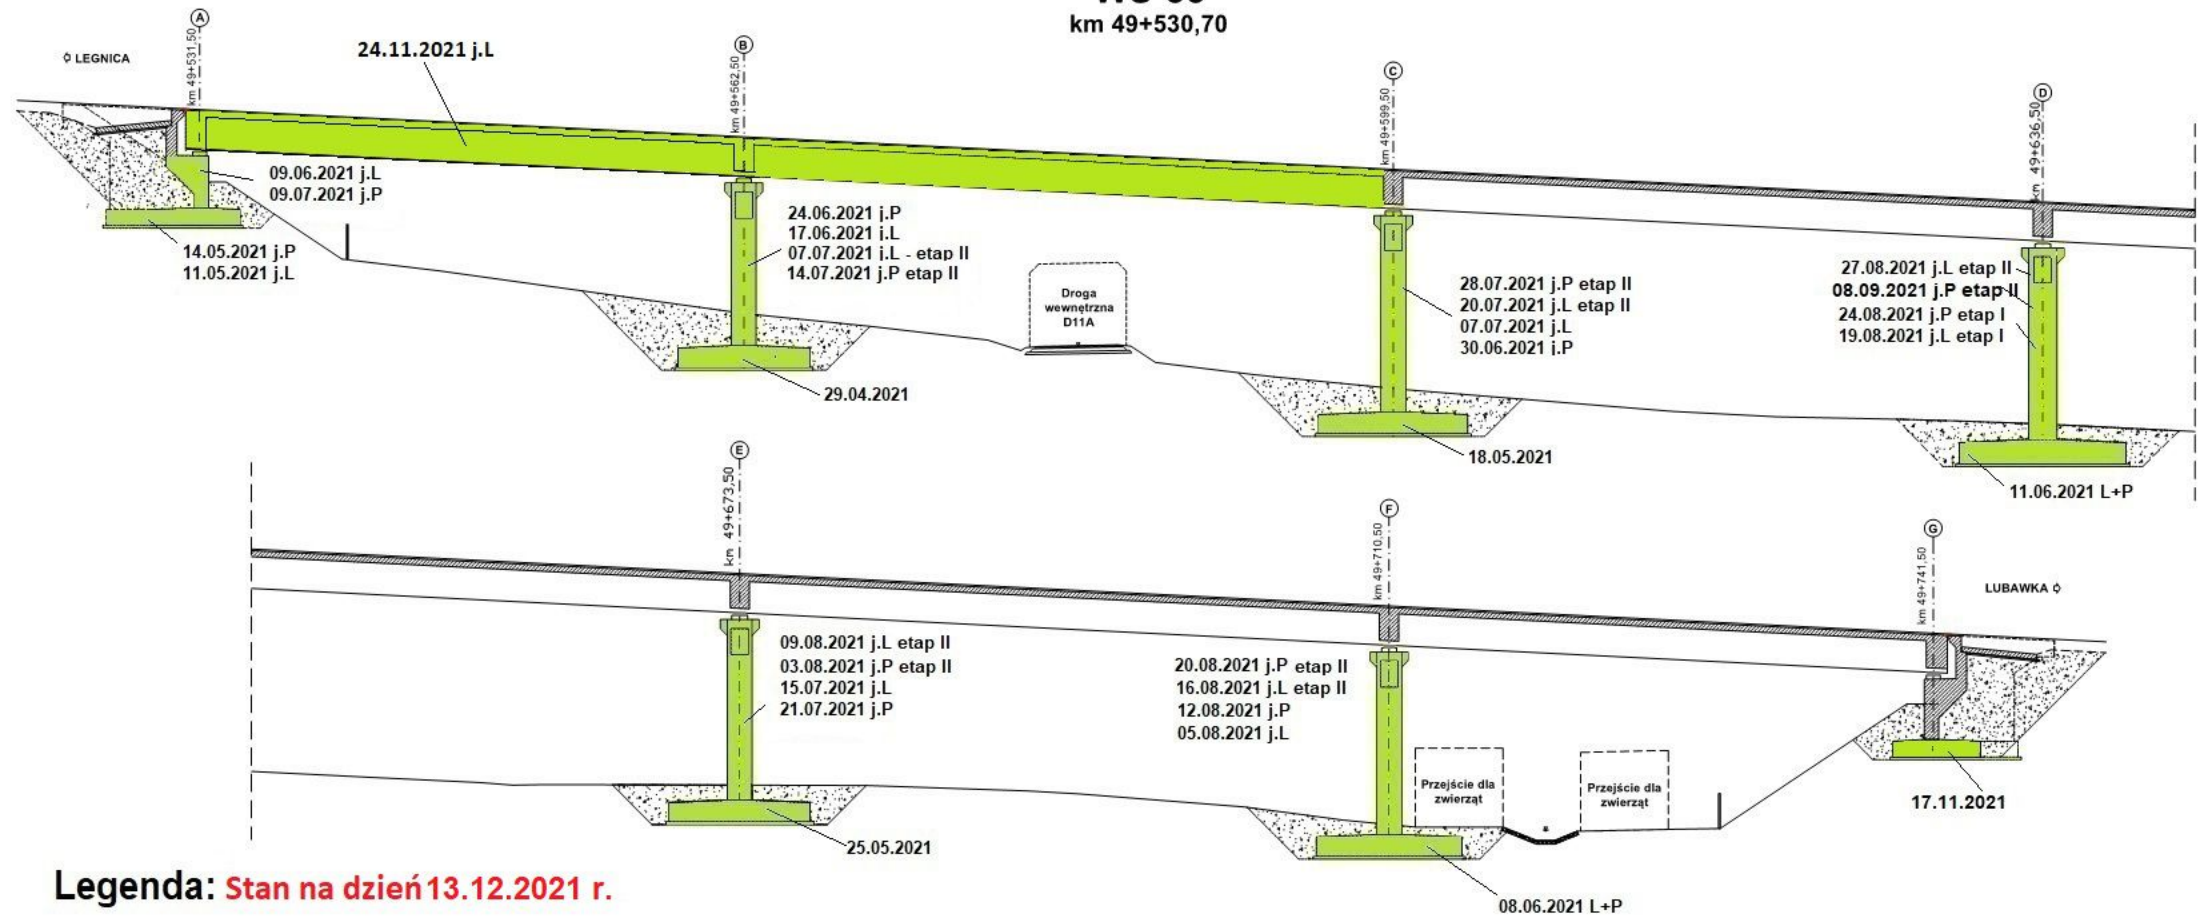 km 49+530,70
A
km 49+531,50
LEGNICA
24.11.2021 j.L
B
km 49+562,50
C
km 49+599,50
D
km 49+636,50
09.06.2021 j.L
09.07.2021 j.P
14.05.2021 j.P
11.05.2021 j.L
24.06.2021 j.P
17.06.2021 j.L
07.07.2021 j.L - etap II
14.07.2021 j.P etap II
29.04.2021
Droga
wewnętrzna
D11A
28.07.2021 j.P etap II
20.07.2021 j.L etap II
07.07.2021 j.L
30.06.2021 j.P
18.05.2021
27.08.2021 j.L etap II
08.09.2021 j.P etap II
24.08.2021 j.P etap I
19.08.2021 j.L etap I
11.06.2021 L+P
E
km 49+673,50
F
km 49+710,50
G
km 49+741,50
LUBAWKA
09.08.2021 j.L etap II
03.08.2021 j.P etap II
15.07.2021 j.L
21.07.2021 j.P
25.05.2021
20.08.2021 j.P etap II
16.08.2021 j.L etap II
12.08.2021 j.P
05.08.2021 j.L
Przejście dla
zwierząt
Przejście dla
zwierząt
17.11.2021
08.06.2021 L+P
Legenda: Stan na dzień 13.12.2021 r.